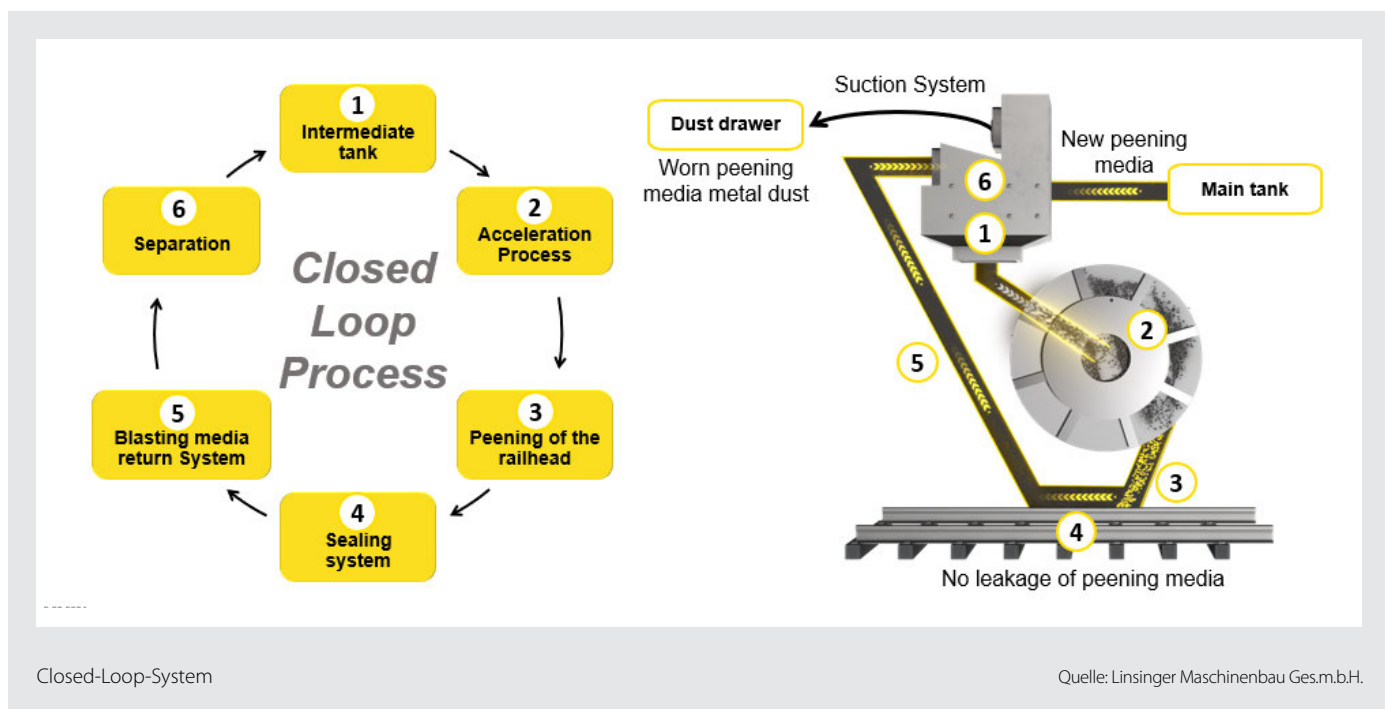 1
Intermediate
tank
2
Acceleration
Process
3
Peening of the
railhead
4
Sealing
system
5
Blasting media
return System
6
Separation
Closed
Loop
Process
Suction System
Dust drawer
Worn peening
media metal dust
New peening
media
Main tank
6
1
2
5
3
4
No leakage of peening media
Closed-Loop-System
Quelle: Linsinger Maschinenbau Ges.m.b.H.